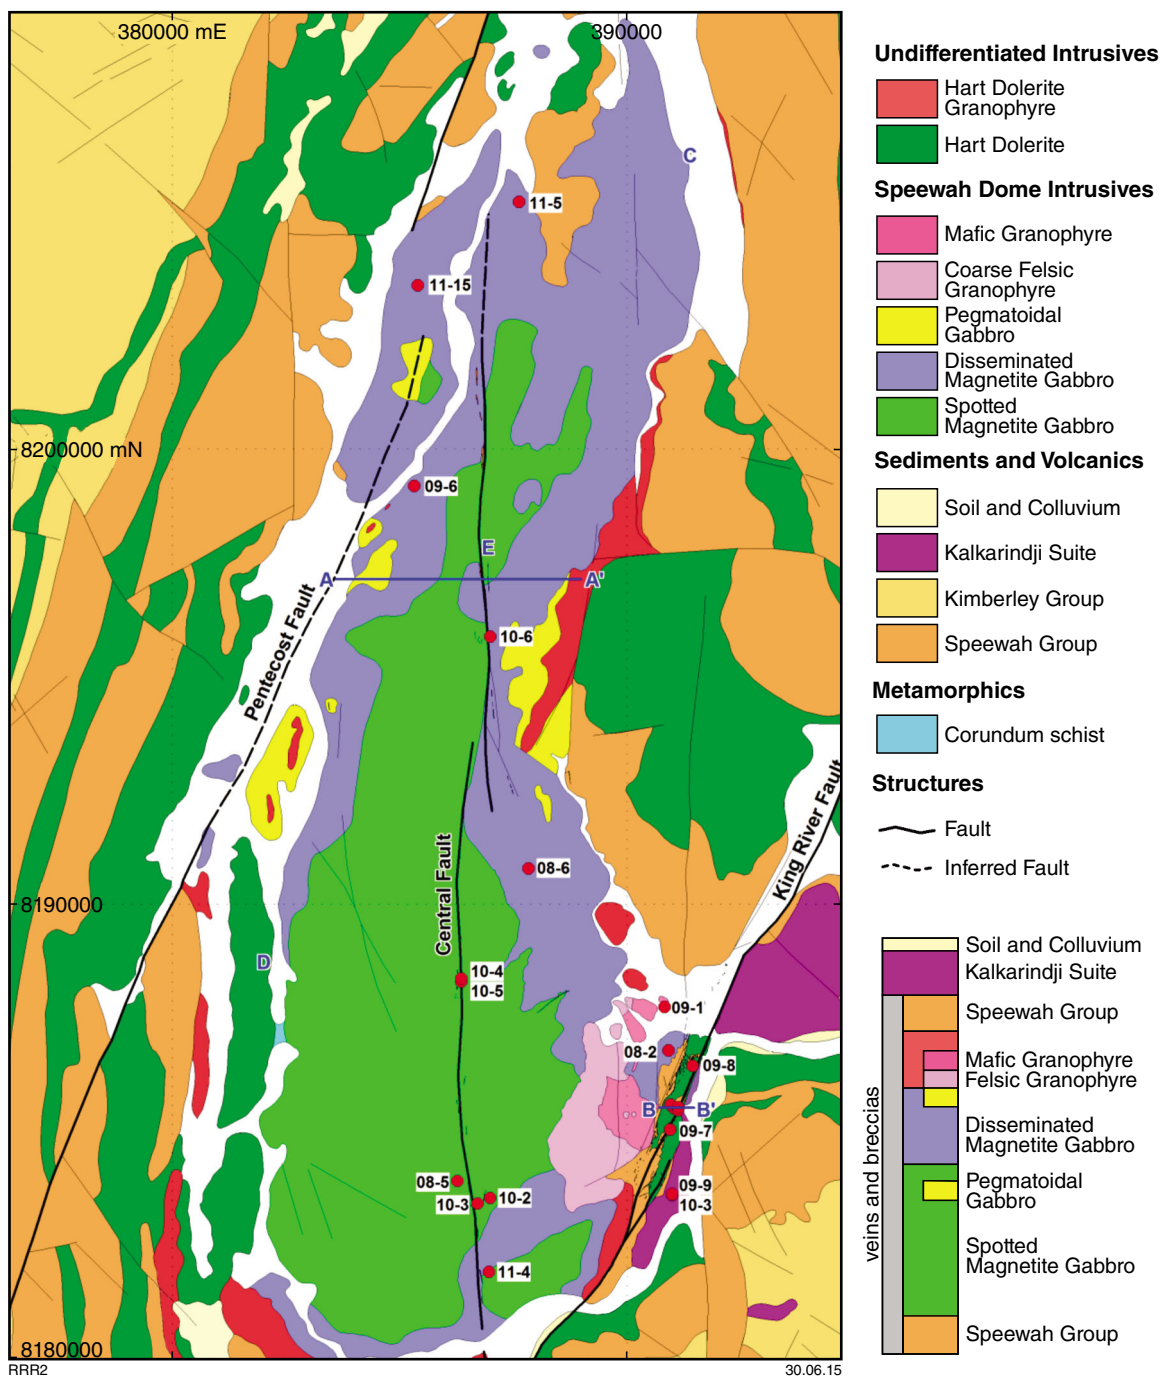 380000 mE
390000
C
11-5
11-15
8200000 mN
09-6
E
A
A'
10-6
Pentecost Fault
King River Fault
08-6
Central Fault
8190000
D
10-4
10-5
09-1
08-2
09-8
B
B'
09-7
08-5
10-3
10-2
09-9
10-3
11-4
8180000
RRR2
30.06.15
Undifferentiated Intrusives
Hart Dolerite
Granophyre
Hart Dolerite
Speewah Dome Intrusives
Mafic Granophyre
Coarse Felsic
Granophyre
Pegmatoidal
Gabbro
Disseminated
Magnetite Gabbro
Spotted
Magnetite Gabbro
Sediments and Volcanics
Soil and Colluvium
Kalkarindji Suite
Kimberley Group
Speewah Group
Metamorphics
Corundum schist
Structures
Fault
Inferred Fault
Soil and Colluvium
Kalkarindji Suite
Speewah Group
Mafic Granophyre
Felsic Granophyre
Disseminated
Magnetite Gabbro
Pegmatoidal
Gabbro
Spotted
Magnetite Gabbro
Speewah Group
veins and breccias